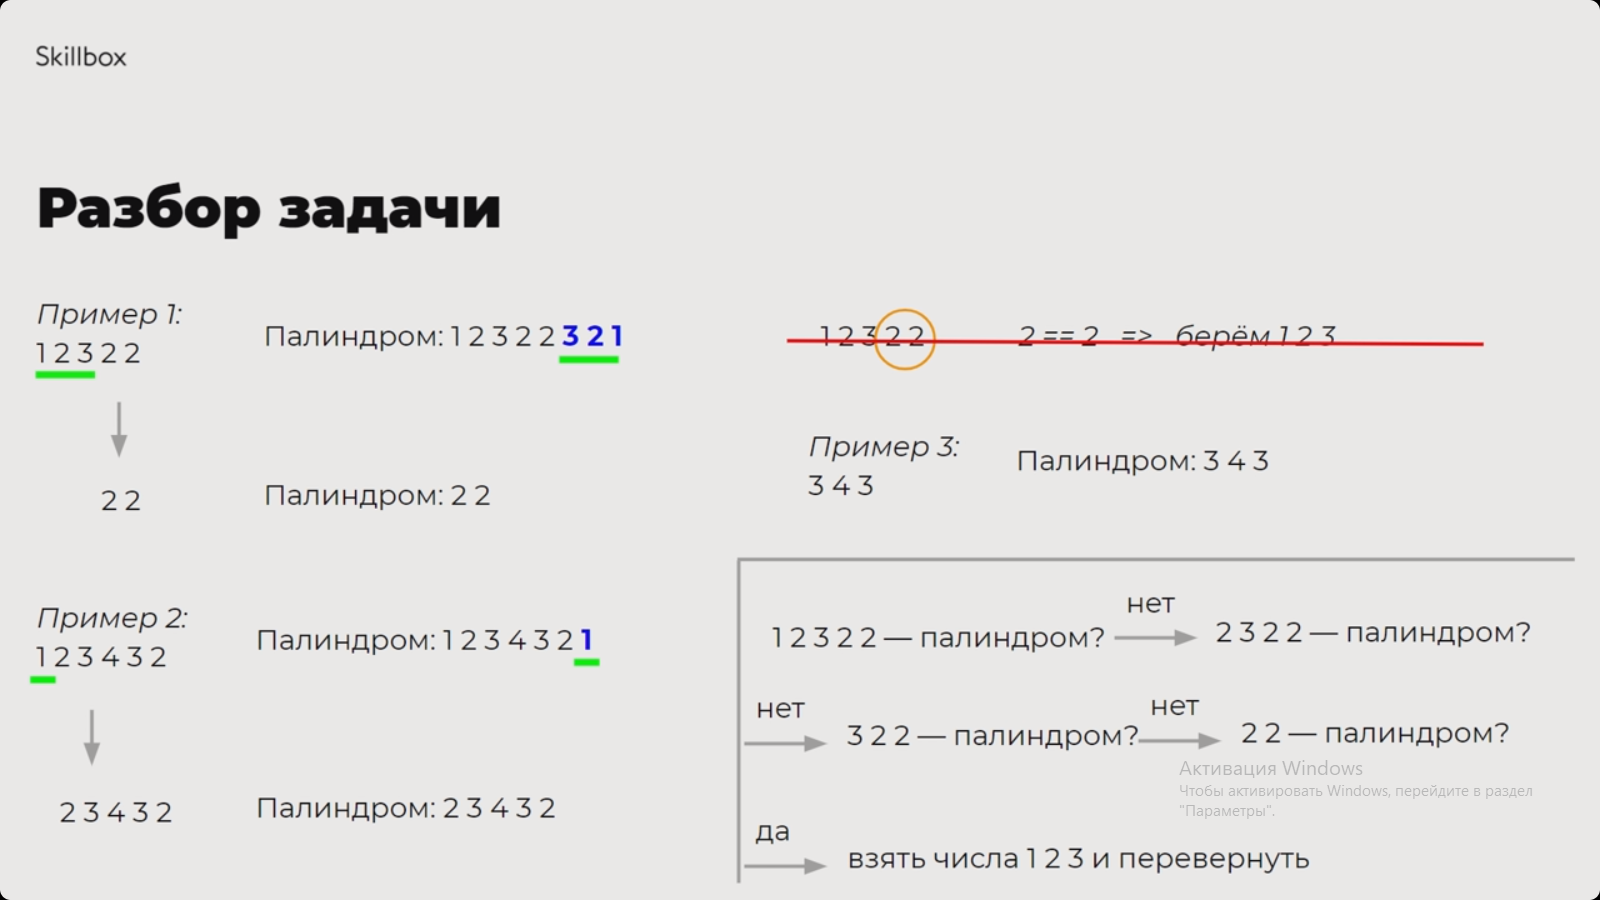 Skillbox
Разбор задачи
Пример 1:
1 2 3 2 2
Палиндром: 1 2 3 2 2 3 2 1
2 2
Палиндром: 2 2
Пример 2:
1 2 3 4 3 2
Палиндром: 1 2 3 4 3 2 1
2 3 4 3 2
Палиндром: 2 3 4 3 2
1 2 3 2 2 2 == 2 => берём 1 2 3
Пример 3:
3 4 3
Палиндром: 3 4 3
нет
1 2 3 2 2 — палиндром?
2 3 2 2 — палиндром?
нет
3 2 2 — палиндром?
нет
2 2 — палиндром?
да
взять числа 1 2 3 и перевернуть
Активация Windows
Чтобы активировать Windows, перейдите в раздел
"Параметры".